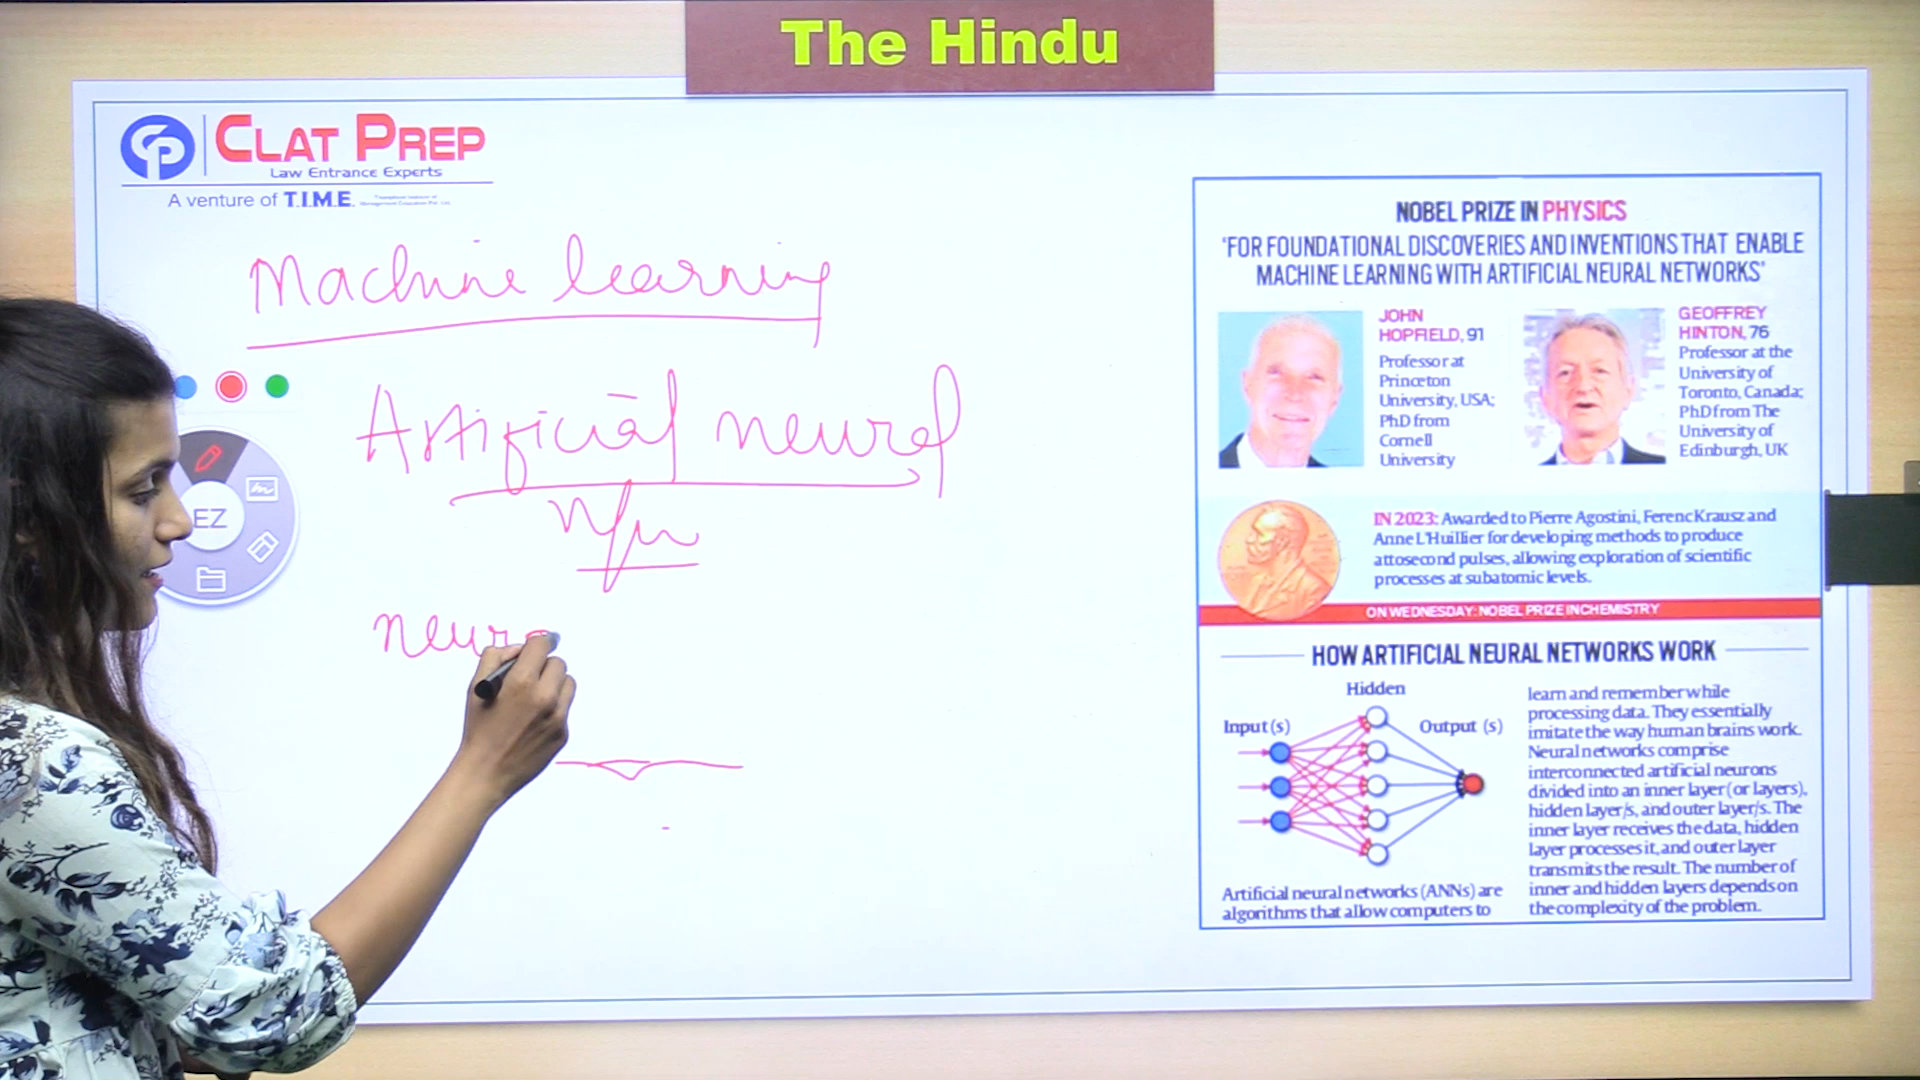 The Hindu
CP CLAT PREP
Law Entrance Experts
A venture of T.I.M.E.
Machine learning
Artificial neural
n/w
neuro
EZ
NOBEL PRIZE IN PHYSICS
'FOR FOUNDATIONAL DISCOVERIES AND INVENTIONS THAT ENABLE
MACHINE LEARNING WITH ARTIFICIAL NEURAL NETWORKS'
JOHN
HOPFIELD, 91
Professor at
Princeton
University, USA;
PhD from
Cornell
University
GEOFFREY
HINTON, 76
Professor at the
University of
Toronto, Canada;
PhD from The
University of
Edinburgh, UK
IN 2023: Awarded to Pierre Agostini, Ferenc Krausz and
Anne L'Huillier for developing methods to produce
attosecond pulses, allowing exploration of scientific
processes at subatomic levels.
ON WEDNESDAY: NOBEL PRIZE IN CHEMISTRY
HOW ARTIFICIAL NEURAL NETWORKS WORK
Hidden
Input (s)
Output (s)
Artificial neural networks (ANNs) are
algorithms that allow computers to
learn and remember while
processing data. They essentially
imitate the way human brains work.
Neural networks comprise
interconnected artificial neurons
divided into an inner layer (or layers),
hidden layer/s, and outer layer/s. The
inner layer receives the data, hidden
layer processes it, and outer layer
transmits the result. The number of
inner and hidden layers depends on
the complexity of the problem.